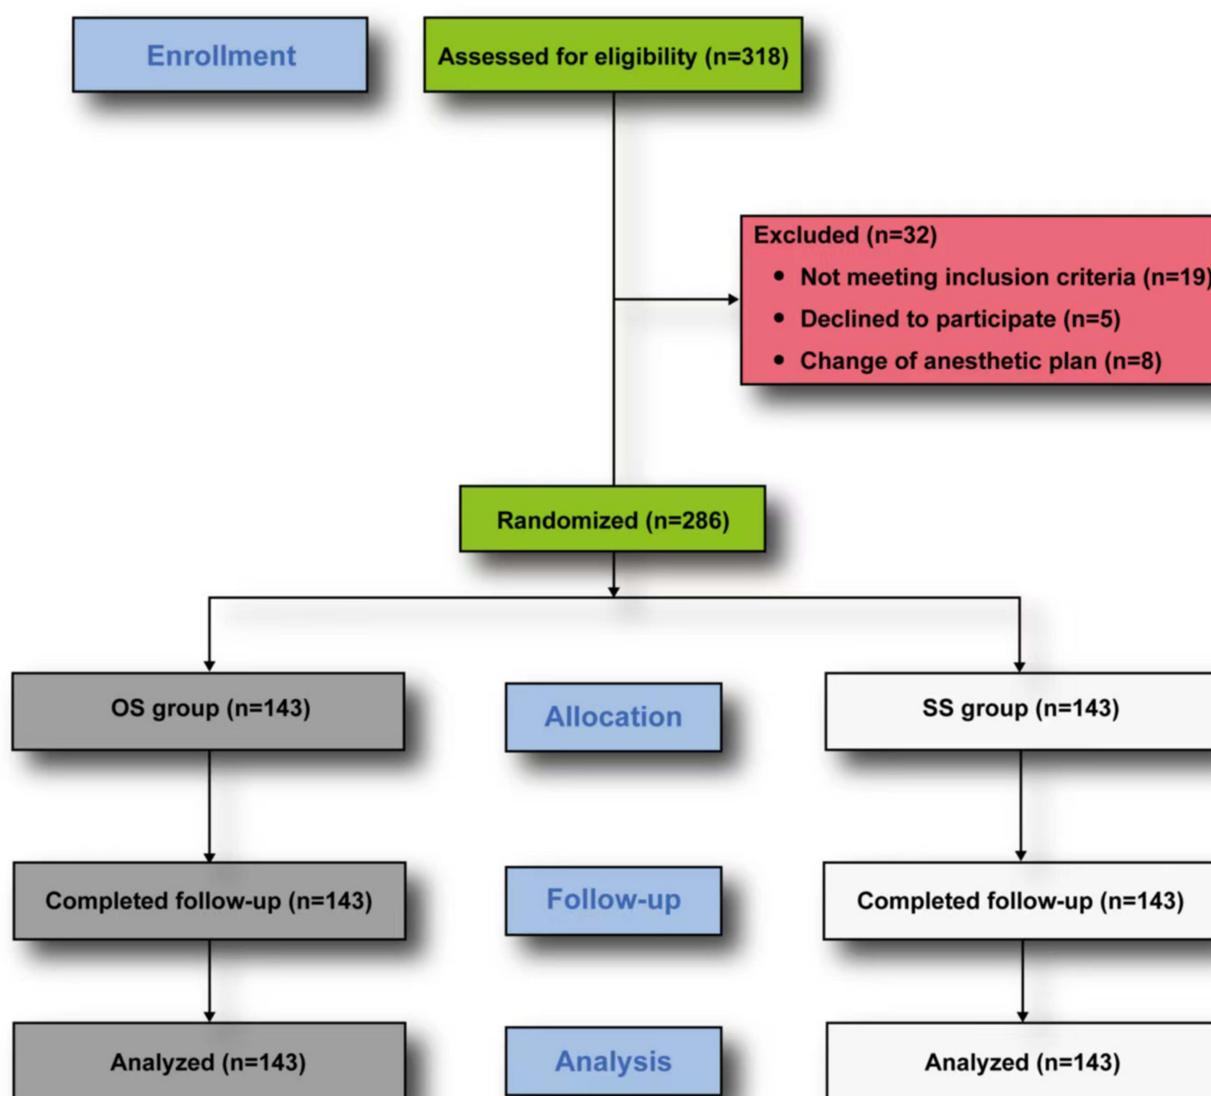 Enrollment
Assessed for eligibility (n=318)
Excluded (n=32)
• Not meeting inclusion criteria (n=19)
• Declined to participate (n=5)
• Change of anesthetic plan (n=8)
Randomized (n=286)
OS group (n=143)
Allocation
SS group (n=143)
Completed follow-up (n=143)
Follow-up
Completed follow-up (n=143)
Analyzed (n=143)
Analysis
Analyzed (n=143)